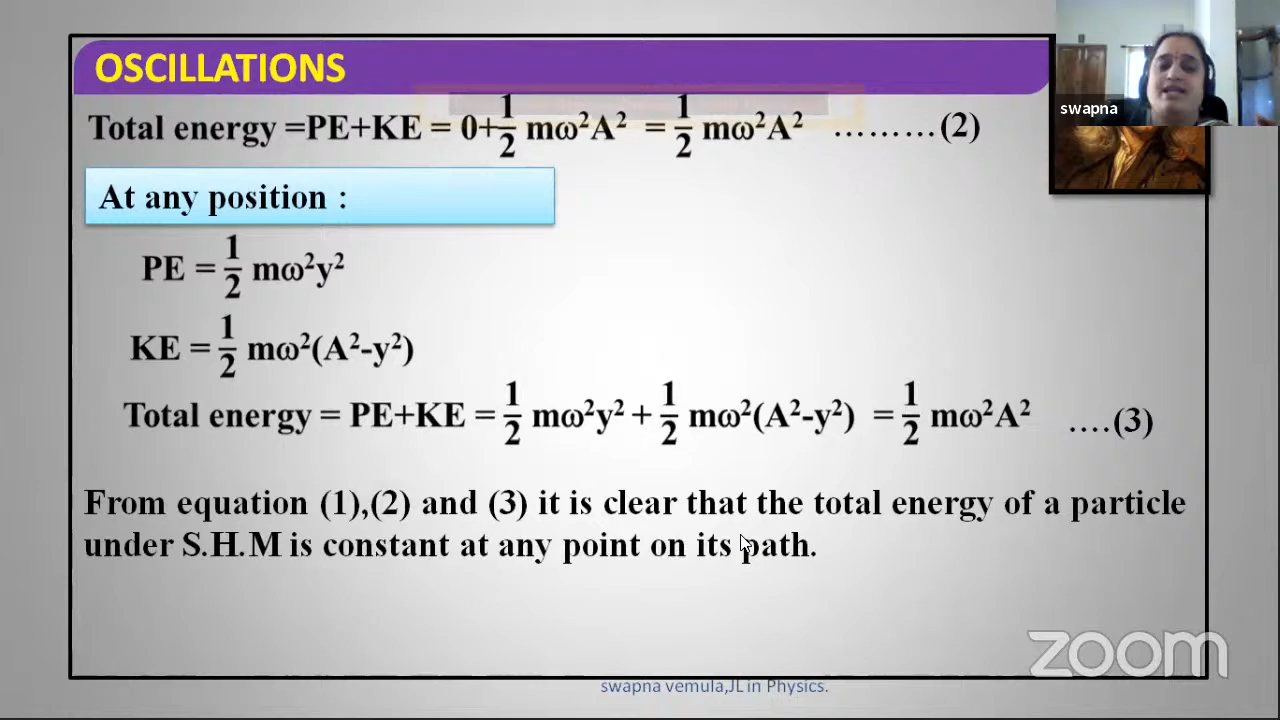 OSCILLATIONS
swapna
Total energy =PE+KE = 0+1/2 mω²A² = 1/2 mω²A² ………(2)
At any position :
PE = 1/2 mω²y²
KE = 1/2 mω²(A²-y²)
Total energy = PE+KE = 1/2 mω²y² + 1/2 mω²(A²-y²) = 1/2 mω²A² ….(3)
From equation (1),(2) and (3) it is clear that the total energy of a particle
under S.H.M is constant at any point on its path.
zoom
swapna vemula,JL in Physics.